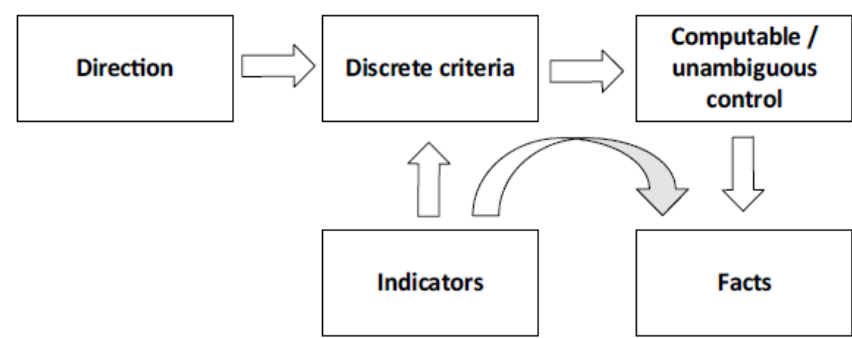 Direction
Discrete criteria
Computable /
unambiguous
control
Indicators
Facts